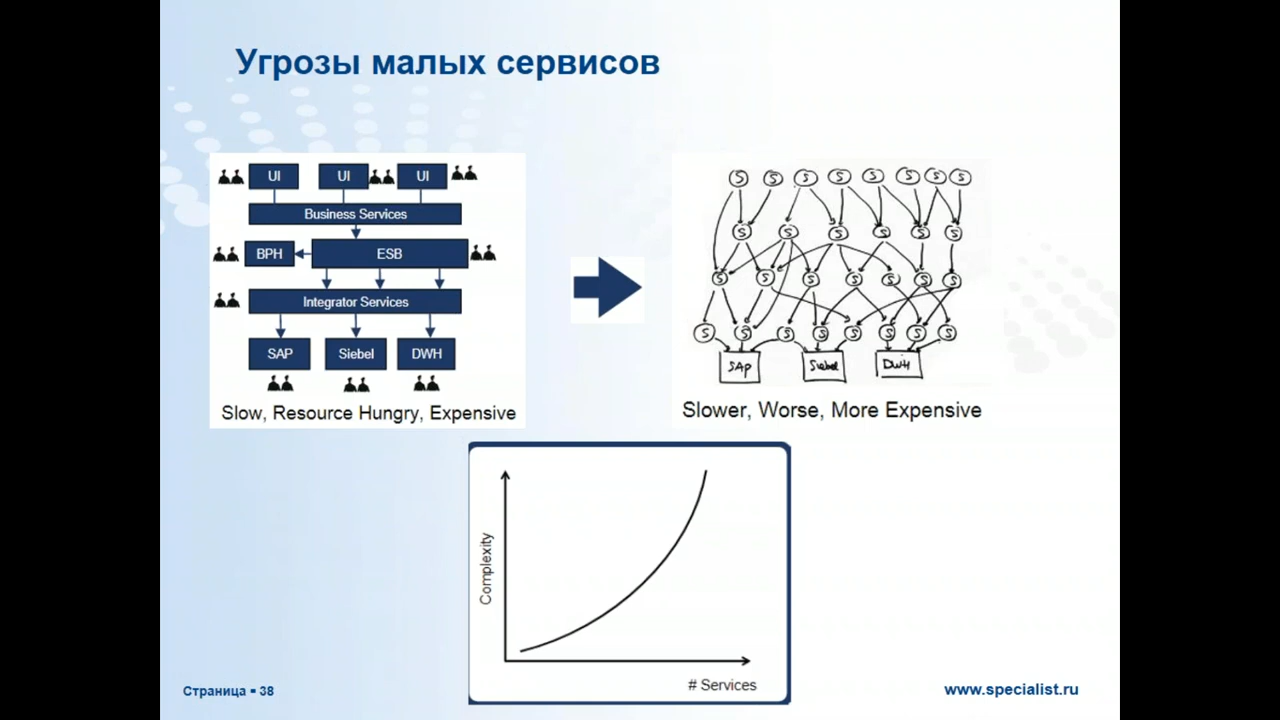 Угрозы малых сервисов
UI UI UI
Business Services
BPH ESB
Integrator Services
SAP Siebel DWH
Slow, Resource Hungry, Expensive
S S S S S S S S
S S S S S S
S S S S S S S
S S S S S S S S
SAP Siebel DWH
Slower, Worse, More Expensive
Complexity
# Services
Страница ▪ 38
www.specialist.ru